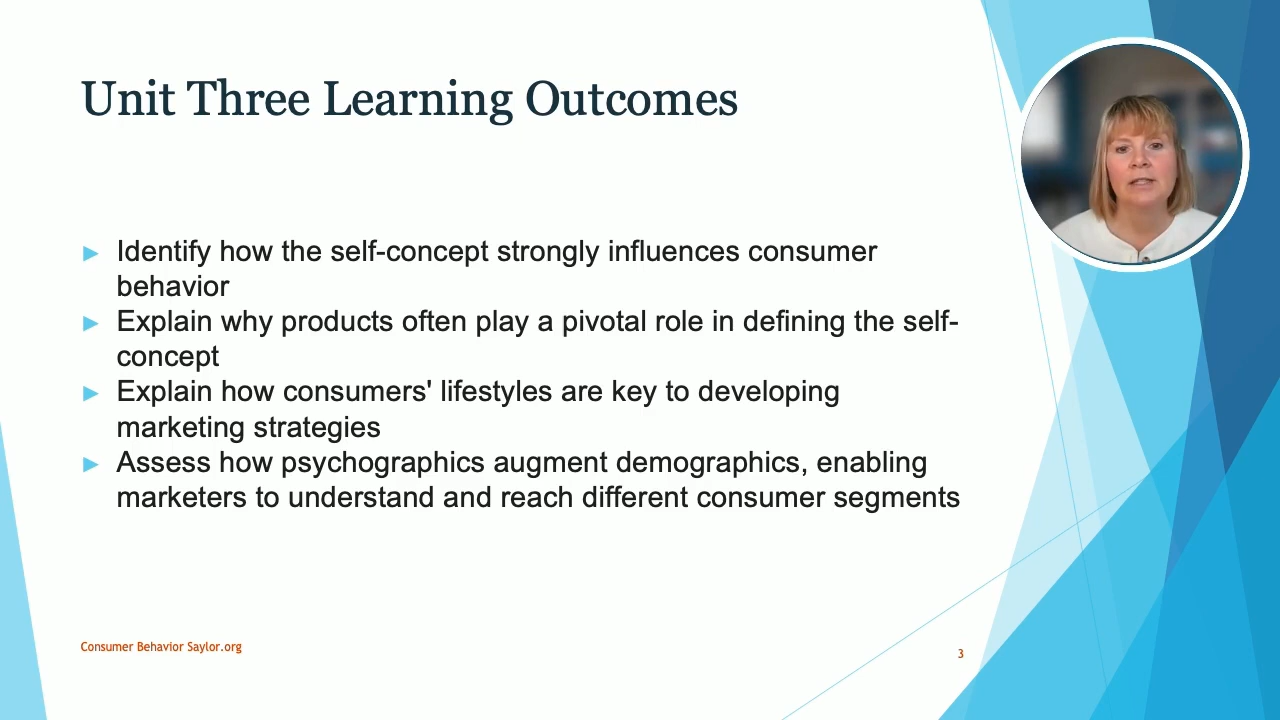 Unit Three Learning Outcomes
Identify how the self-concept strongly influences consumer
behavior
Explain why products often play a pivotal role in defining the self-
concept
Explain how consumers' lifestyles are key to developing
marketing strategies
Assess how psychographics augment demographics, enabling
marketers to understand and reach different consumer segments
Consumer Behavior Saylor.org
3